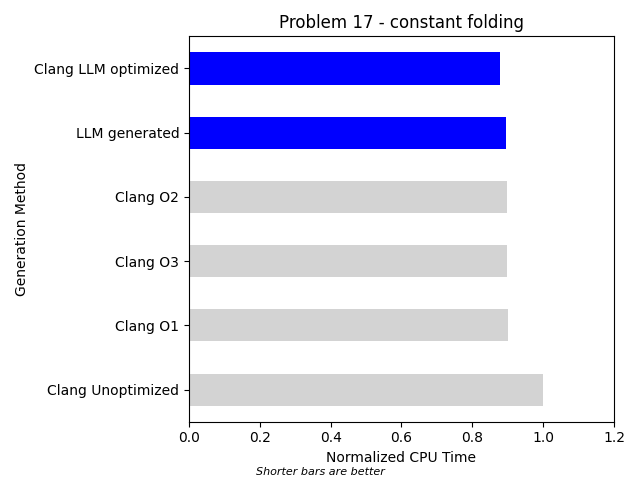 Problem 17 - constant folding
Clang LLM optimized
LLM generated
Clang O2
Clang O3
Clang O1
Clang Unoptimized
Generation Method
0.0 0.2 0.4 0.6 0.8 1.0 1.2
Normalized CPU Time
Shorter bars are better